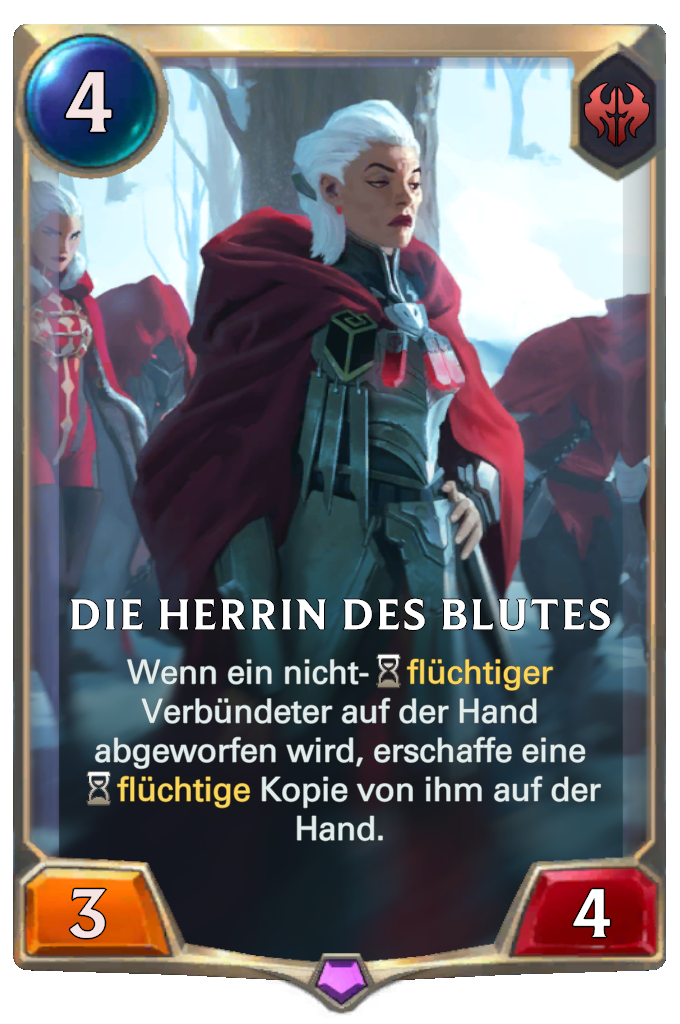 4
DIE HERRIN DES BLUTES
Wenn ein nicht- flüchtiger
Verbündeter auf der Hand
abgeworfen wird, erschaffe eine
flüchtige Kopie von ihm auf der
Hand.
3
4